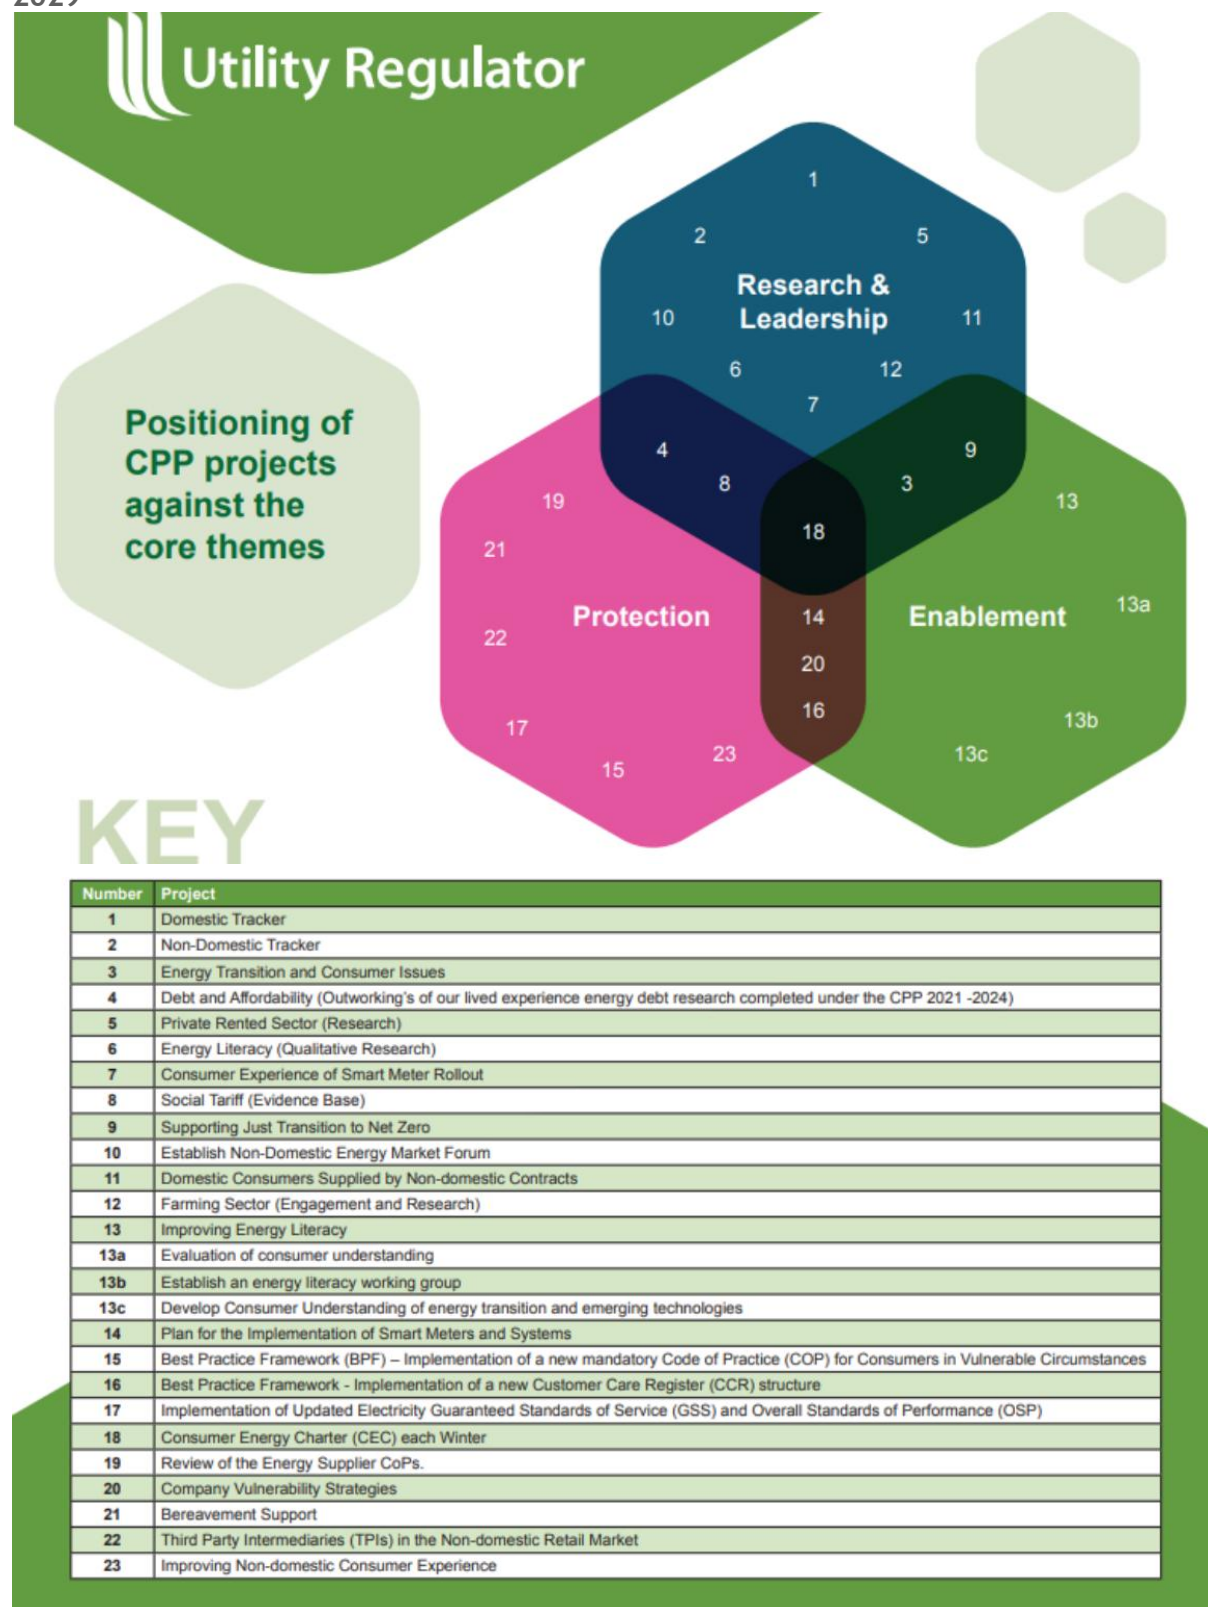 2029
Utility Regulator
Positioning of
CPP projects
against the
core themes
1
2
5
Research &
Leadership
10
11
6
12
7
4
9
8
3
19
13
18
21
13a
Protection
14
Enablement
22
20
16
13b
17
23
13c
15
KEY
Number Project
1 Domestic Tracker
2 Non-Domestic Tracker
3 Energy Transition and Consumer Issues
4 Debt and Affordability (Outworking's of our lived experience energy debt research completed under the CPP 2021 -2024)
5 Private Rented Sector (Research)
6 Energy Literacy (Qualitative Research)
7 Consumer Experience of Smart Meter Rollout
8 Social Tariff (Evidence Base)
9 Supporting Just Transition to Net Zero
10 Establish Non-Domestic Energy Market Forum
11 Domestic Consumers Supplied by Non-domestic Contracts
12 Farming Sector (Engagement and Research)
13 Improving Energy Literacy
13a Evaluation of consumer understanding
13b Establish an energy literacy working group
13c Develop Consumer Understanding of energy transition and emerging technologies
14 Plan for the Implementation of Smart Meters and Systems
15 Best Practice Framework (BPF) – Implementation of a new mandatory Code of Practice (COP) for Consumers in Vulnerable Circumstances
16 Best Practice Framework - Implementation of a new Customer Care Register (CCR) structure
17 Implementation of Updated Electricity Guaranteed Standards of Service (GSS) and Overall Standards of Performance (OSP)
18 Consumer Energy Charter (CEC) each Winter
19 Review of the Energy Supplier CoPs.
20 Company Vulnerability Strategies
21 Bereavement Support
22 Third Party Intermediaries (TPIs) in the Non-domestic Retail Market
23 Improving Non-domestic Consumer Experience